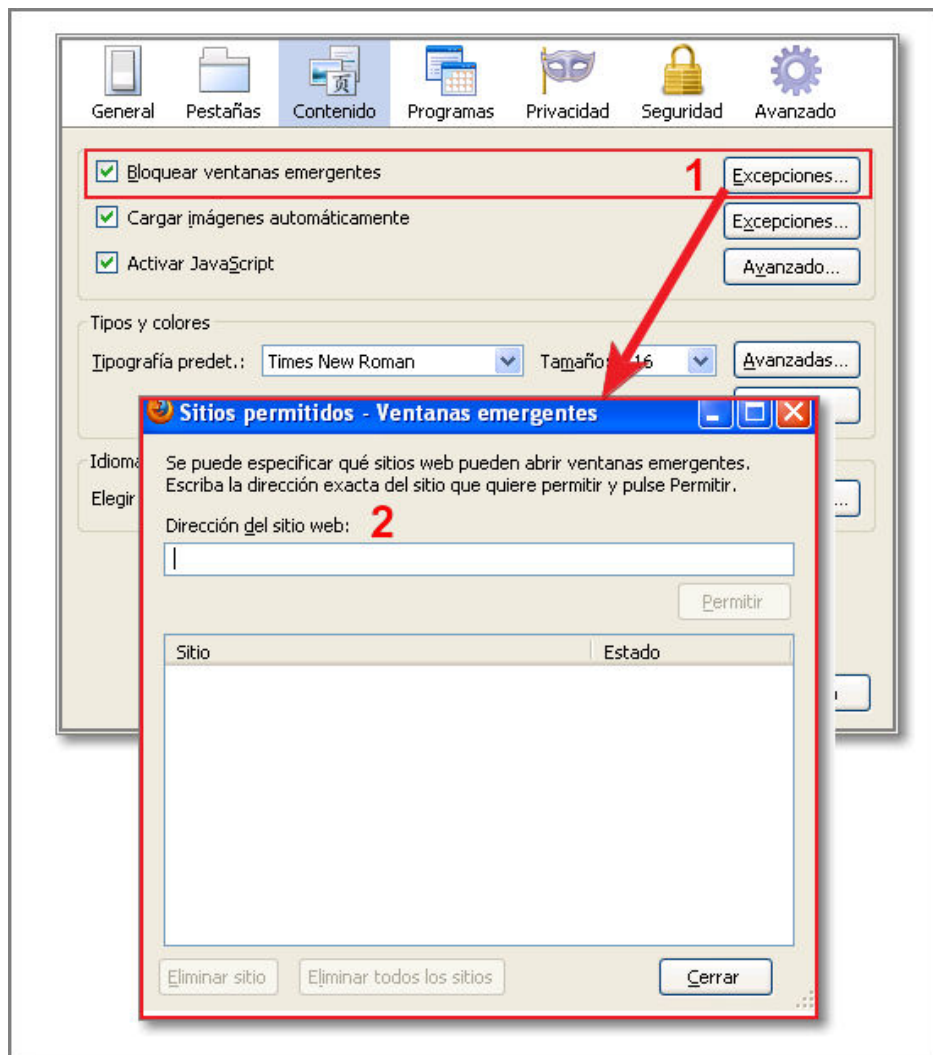 General Pestañas Contenido Programas Privacidad Seguridad Avanzado
Bloquear ventanas emergentes 1 Excepciones...
Cargar imágenes automáticamente Excepciones...
Activar JavaScript Avanzado...
Tipos y colores
Tipografía predet.: Times New Roman Tamaño: 16 Avanzadas...
Sitios permitidos - Ventanas emergentes
Elegir
Se puede especificar qué sitios web pueden abrir ventanas emergentes.
Escriba la dirección exacta del sitio que quiere permitir y pulse Permitir.
Dirección del sitio web: 2
Permitir
Sitio Estado
Eliminar sitio Eliminar todos los sitios Cerrar